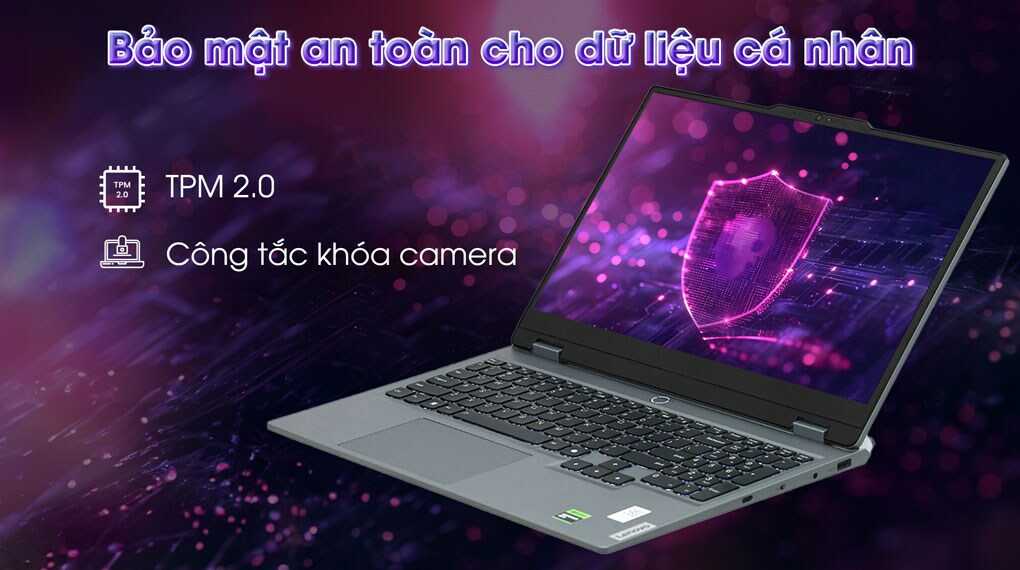 Bảo mật an toàn cho dữ liệu cá nhân
TPM
2.0
TPM 2.0
Công tắc khóa camera
Lenovo